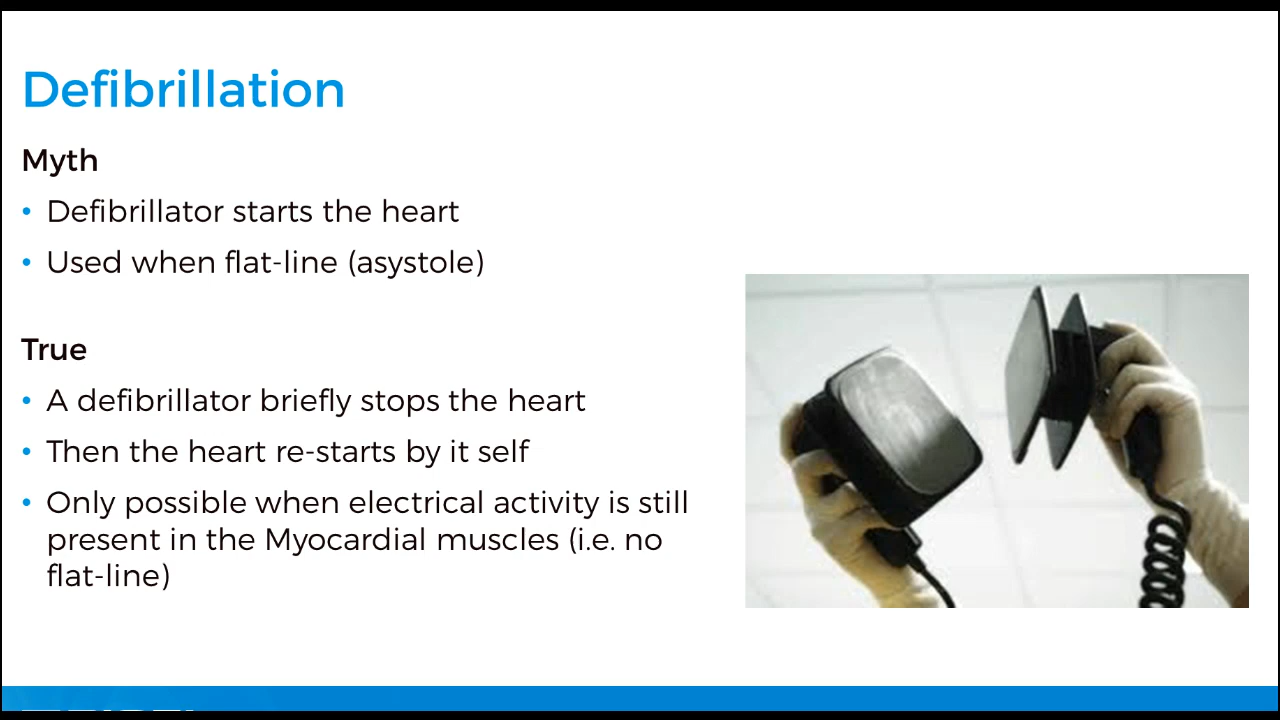 Defibrillation
Myth
• Defibrillator starts the heart
• Used when flat-line (asystole)
True
• A defibrillator briefly stops the heart
• Then the heart re-starts by it self
• Only possible when electrical activity is still
present in the Myocardial muscles (i.e. no
flat-line)